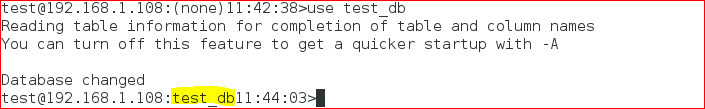 test@192.168.1.108:(none)11:42:38>use test_db
Reading table information for completion of table and column names
You can turn off this feature to get a quicker startup with -A
Database changed
test@192.168.1.108:test_db11:44:03>